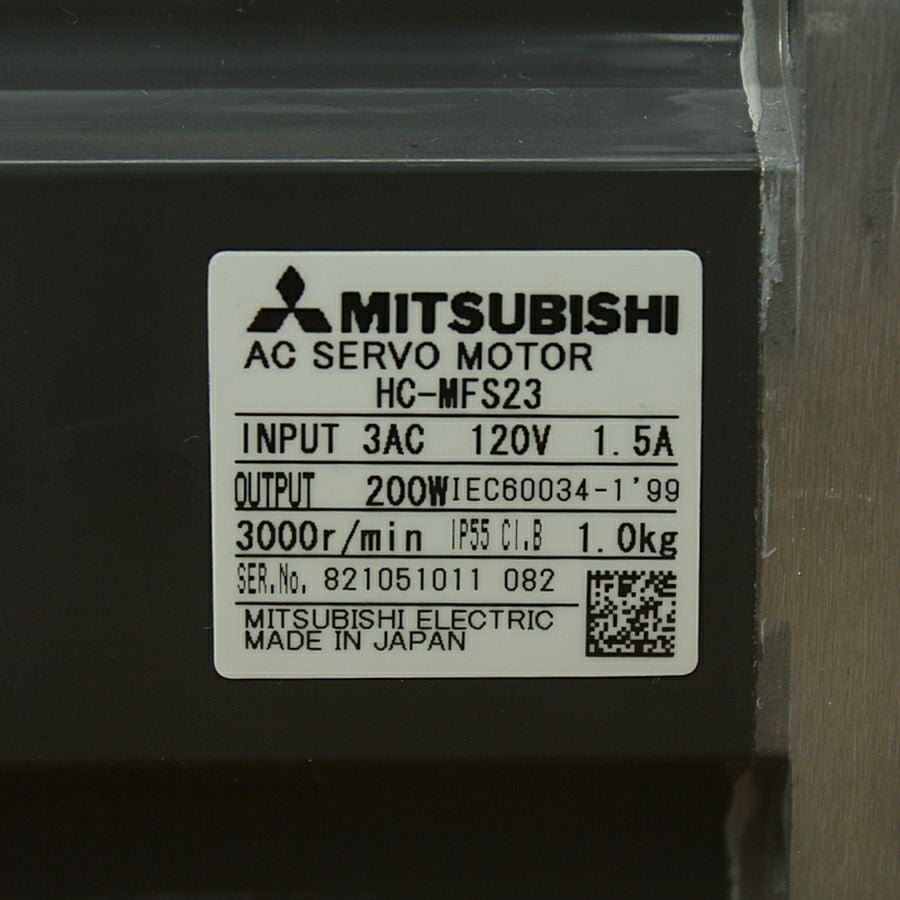 MITSUBISHI
AC SERVO MOTOR
HC-MFS23
INPUT 3AC 120V 1.5A
OUTPUT 200W IEC60034-1'99
3000r/min IP55 Cl.B 1.0kg
SER.No. 821051011 082
MITSUBISHI ELECTRIC
MADE IN JAPAN